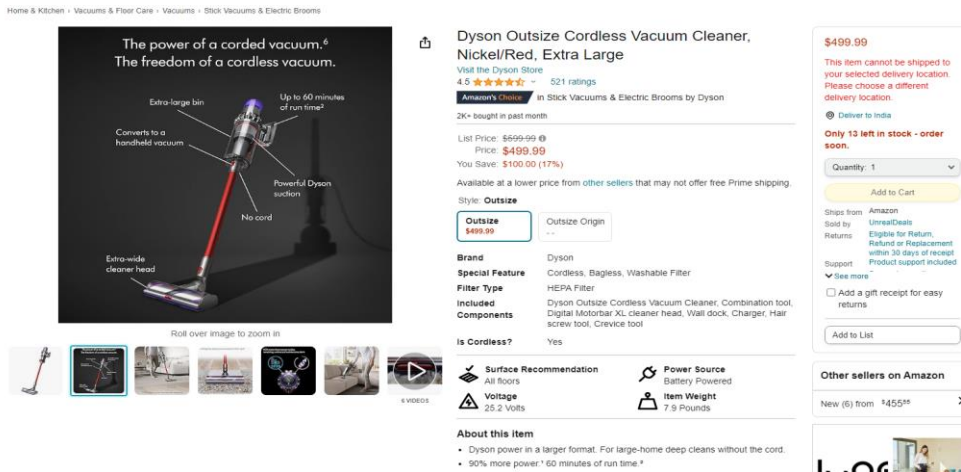 Home & Kitchen › Vacuums & Floor Care › Vacuums › Stick Vacuums & Electric Brooms
The power of a corded vacuum.⁶
The freedom of a cordless vacuum.
Extra-large bin
Up to 60 minutes
of run time²
Converts to a
handheld vacuum
Powerful Dyson
suction
No cord
Extra-wide
cleaner head
Roll over image to zoom in
6 VIDEOS
Dyson Outsize Cordless Vacuum Cleaner,
Nickel/Red, Extra Large
Visit the Dyson Store
4.5
521 ratings
Amazon's Choice in Stick Vacuums & Electric Brooms by Dyson
2K+ bought in past month
List Price: $599.99
Price: $499.99
You Save: $100.00 (17%)
Available at a lower price from other sellers that may not offer free Prime shipping.
Style: Outsize
Outsize
$499.99
Outsize Origin
--
Brand Dyson
Special Feature Cordless, Bagless, Washable Filter
Filter Type HEPA Filter
Included Dyson Outsize Cordless Vacuum Cleaner, Combination tool,
Components Digital Motorbar XL cleaner head, Wall dock, Charger, Hair
screw tool, Crevice tool
Is Cordless? Yes
Surface Recommendation
All floors
Power Source
Battery Powered
Voltage
25.2 Volts
Item Weight
7.9 Pounds
About this item
• Dyson power in a larger format. For large-home deep cleans without the cord.
• 90% more power.¹ 60 minutes of run time.²
$499.99
This item cannot be shipped to
your selected delivery location.
Please choose a different
delivery location.
Deliver to India
Only 13 left in stock - order
soon.
Quantity: 1
Add to Cart
Ships from Amazon
Sold by UnrealDeals
Returns Eligible for Return,
Refund or Replacement
within 30 days of receipt
Support Product support included
See more
Add a gift receipt for easy
returns
Add to List
Other sellers on Amazon
New (6) from $455⁵⁵